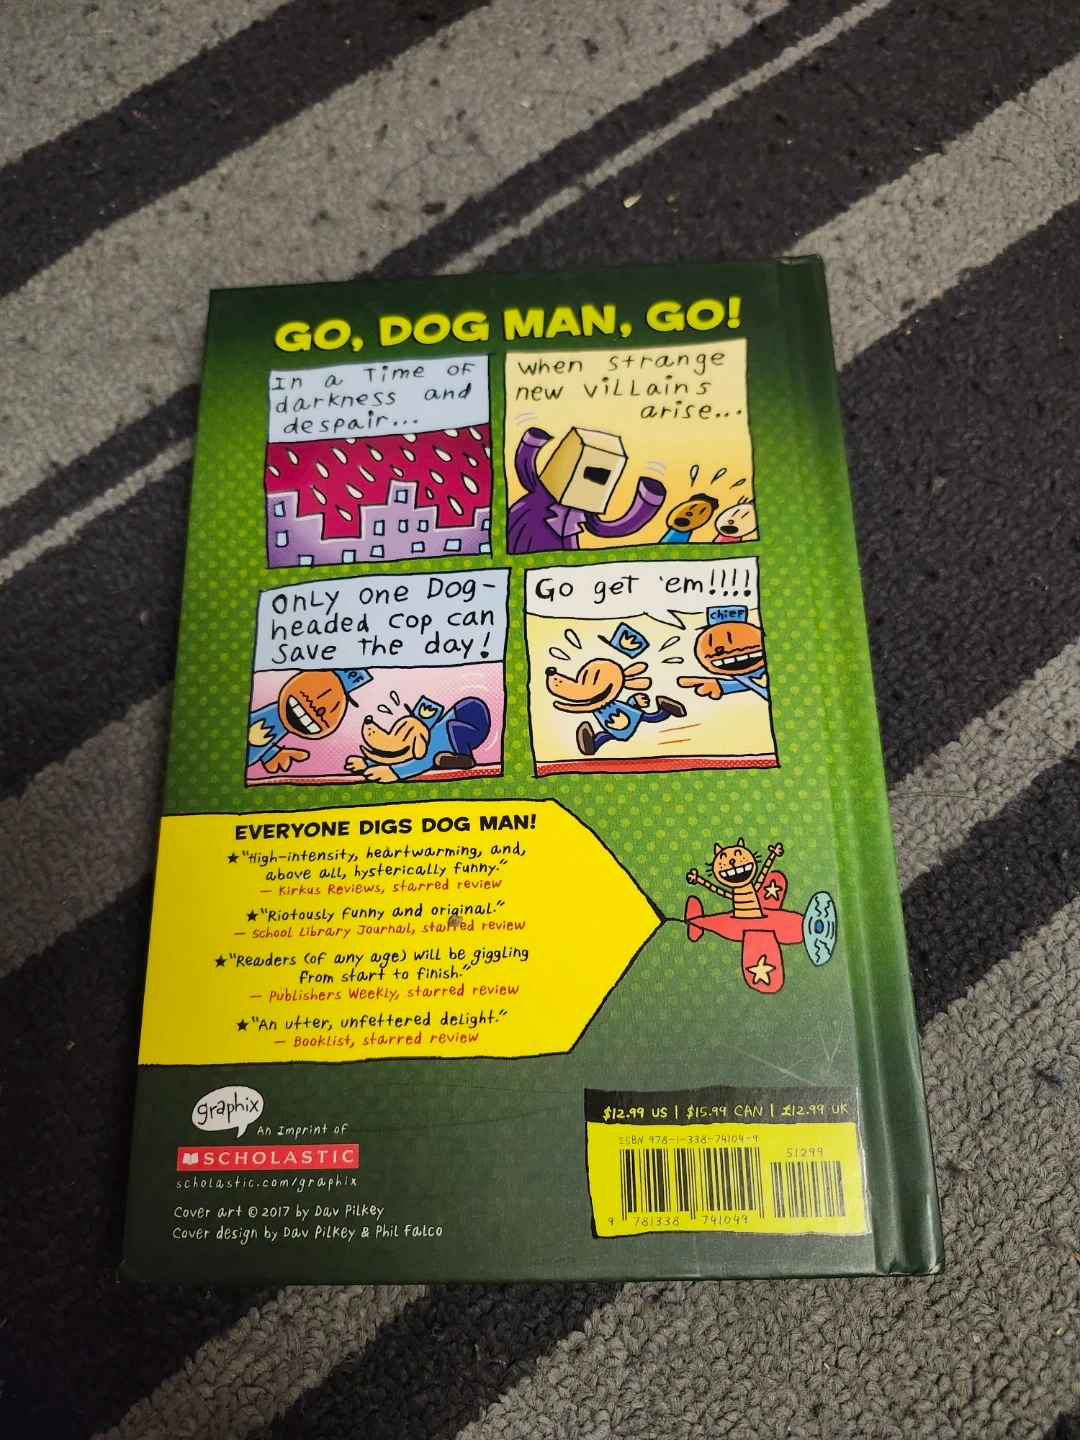 GO, DOG MAN, GO!
In a Time of
darkness and
despair...
When strange
new villains
arise...
Only one Dog-
headed cop can
save the day!
EF
Go get 'em!!!!
CHIEF
EVERYONE DIGS DOG MAN!
★"High-intensity, heartwarming, and,
above all, hysterically funny."
— Kirkus Reviews, starred review
★"Riotously funny and original."
— School Library Journal, starred review
★"Readers (of any age) will be giggling
from start to finish."
— Publishers Weekly, starred review
★"An utter, unfettered delight."
— Booklist, starred review
graphix
An Imprint of
SCHOLASTIC
scholastic.com/graphix
Cover art © 2017 by Dav Pilkey
Cover design by Dav Pilkey & Phil Falco
$12.99 US | $15.99 CAN | £12.99 UK
ISBN 978-1-338-74104-9
51299
9 781338 741049